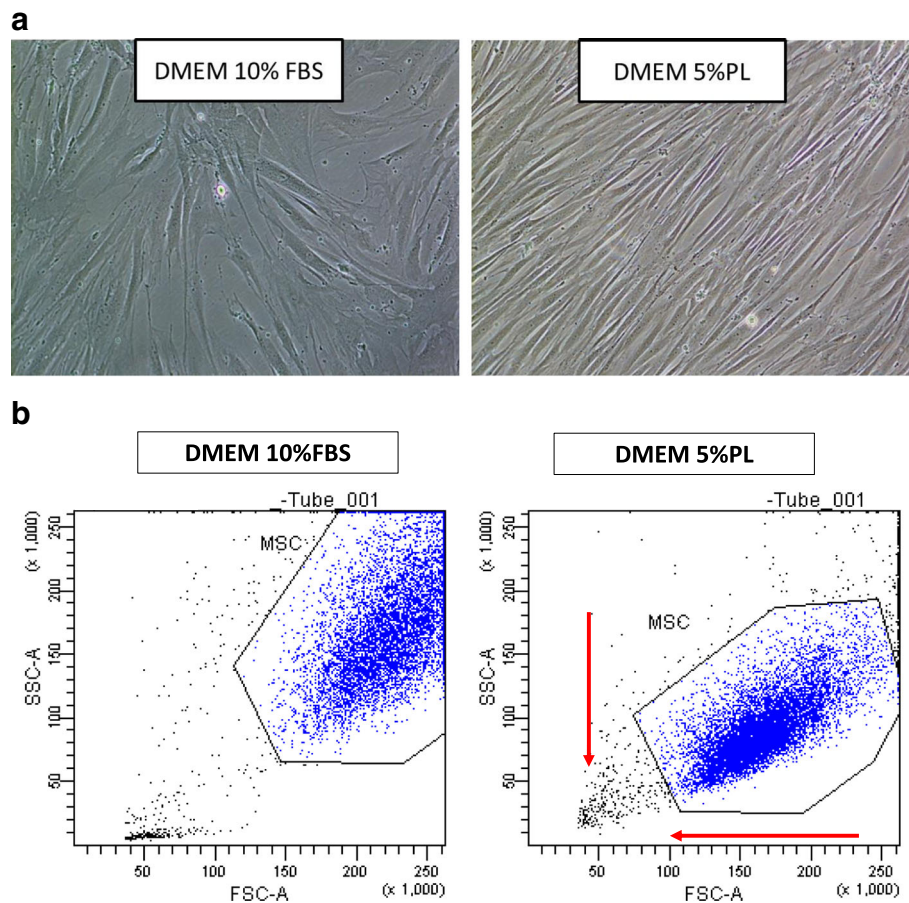 a
DMEM 10% FBS
DMEM 5%PL
b
DMEM 10%FBS
DMEM 5%PL
_-Tube_001
-Tube_001
SSC-A
(x 1,000)
50 100 150 200 250
MSC
50 100 150 200 250
FSC-A
(x 1,000)
SSC-A
(x 1,000)
50 100 150 200 250
MSC
50 100 150 200 250
FSC-A
(x 1,000)